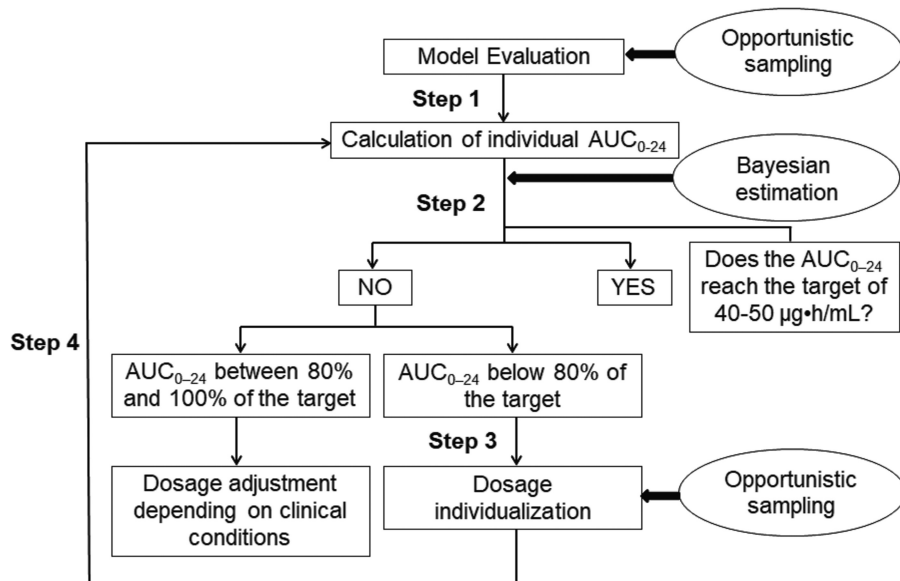 Opportunistic
sampling
Model Evaluation
Step 1
Calculation of individual AUC0-24
Bayesian
estimation
Step 2
NO
YES
Does the AUC0–24
reach the target of
40-50 µg•h/mL?
Step 4
AUC0–24 between 80%
and 100% of the target
AUC0–24 below 80% of
the target
Step 3
Dosage adjustment
depending on clinical
conditions
Dosage
individualization
Opportunistic
sampling